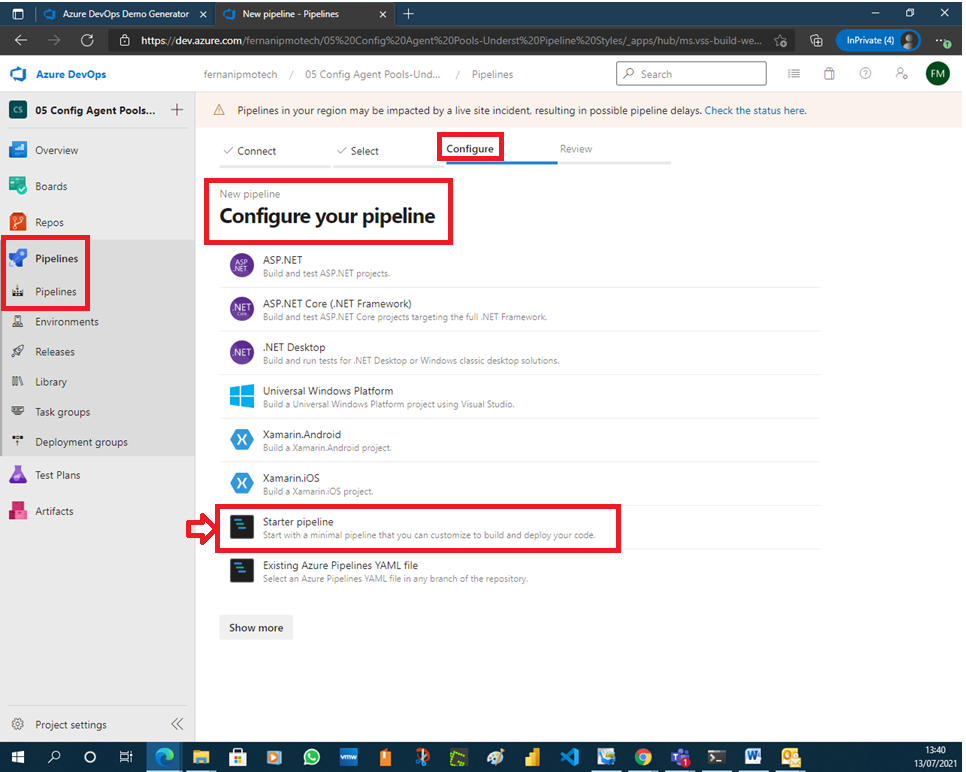 Azure DevOps Demo Generator
New pipeline - Pipelines
https://dev.azure.com/fernanipmotech/05%20Config%20Agent%20Pools-Underst%20Pipeline%20Styles/_apps/hub/ms.vss-build-we...
InPrivate (4)
Azure DevOps
fernanipmotech / 05 Config Agent Pools-Und... / Pipelines
Search
FM
CS
05 Config Agent Pools...
Pipelines in your region may be impacted by a live site incident, resulting in possible pipeline delays. Check the status here.
Overview
Boards
Repos
Pipelines
Pipelines
Environments
Releases
Library
Task groups
Deployment groups
Test Plans
Artifacts
Project settings
Connect
Select
Configure
Review
New pipeline
Configure your pipeline
ASP .NET
ASP.NET
Build and test ASP.NET projects.
.NET Core
ASP.NET Core (.NET Framework)
Build and test ASP.NET Core projects targeting the full .NET Framework.
.NET
.NET Desktop
Build and run tests for .NET Desktop or Windows classic desktop solutions.
Universal Windows Platform
Build a Universal Windows Platform project using Visual Studio.
Xamarin.Android
Build a Xamarin.Android project.
Xamarin.iOS
Build a Xamarin.iOS project.
Starter pipeline
Start with a minimal pipeline that you can customize to build and deploy your code.
Existing Azure Pipelines YAML file
Select an Azure Pipelines YAML file in any branch of the repository.
Show more
vmw
13:40
13/07/2021